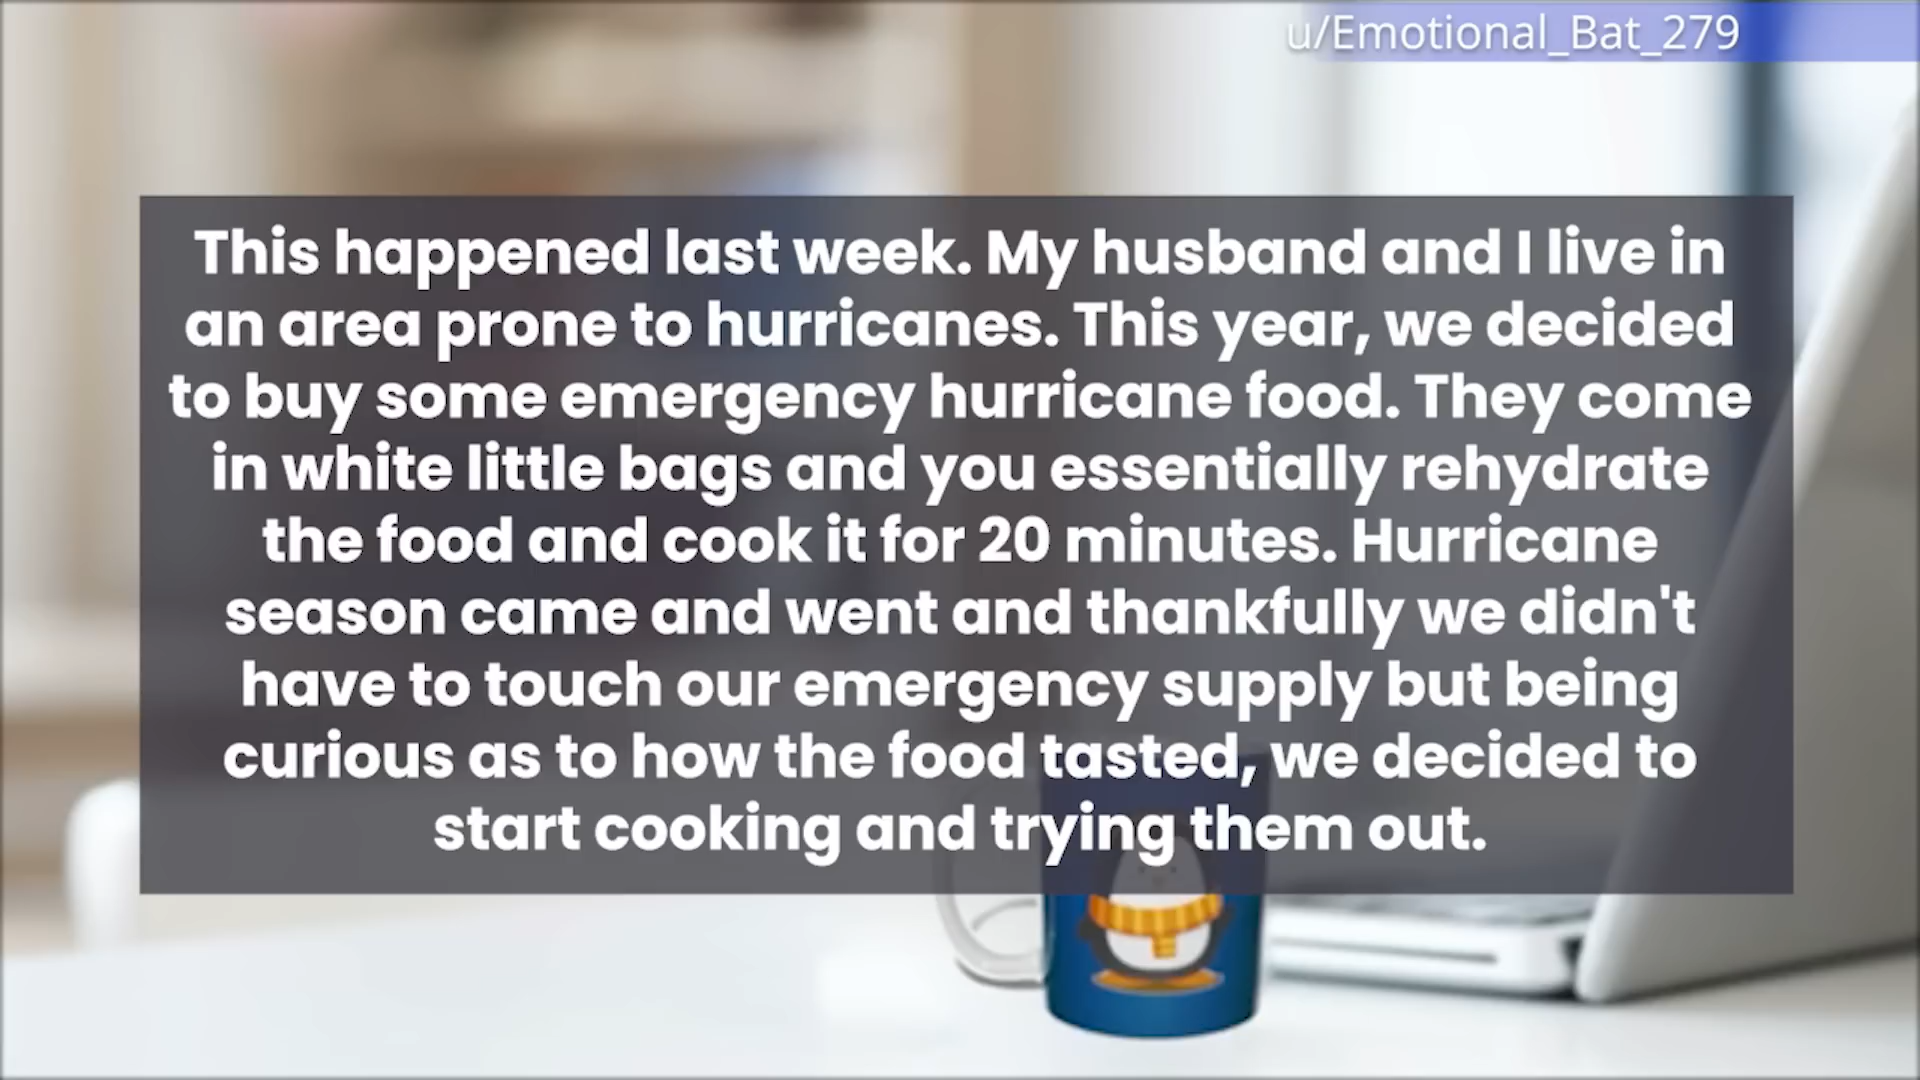 u/Emotional_Bat_279
This happened last week. My husband and I live in
an area prone to hurricanes. This year, we decided
to buy some emergency hurricane food. They come
in white little bags and you essentially rehydrate
the food and cook it for 20 minutes. Hurricane
season came and went and thankfully we didn't
have to touch our emergency supply but being
curious as to how the food tasted, we decided to
start cooking and trying them out.